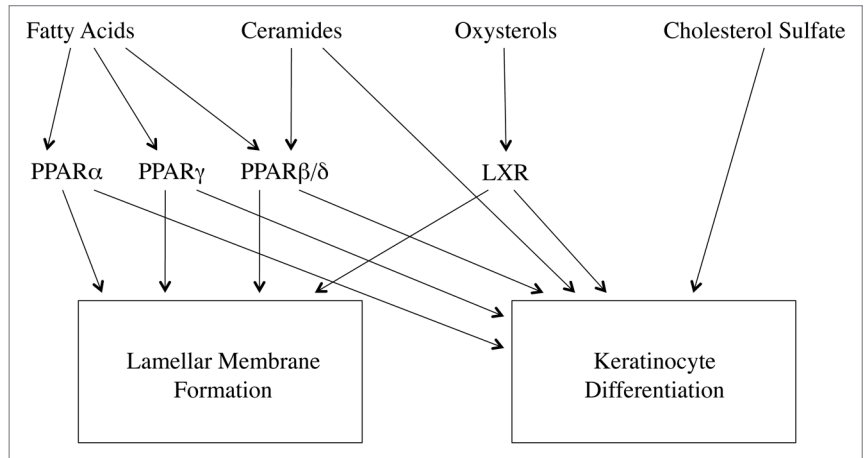 Fatty Acids
Ceramides
Oxysterols
Cholesterol Sulfate
PPARα
PPARγ
PPARβ/δ
LXR
Lamellar Membrane
Formation
Keratinocyte
Differentiation